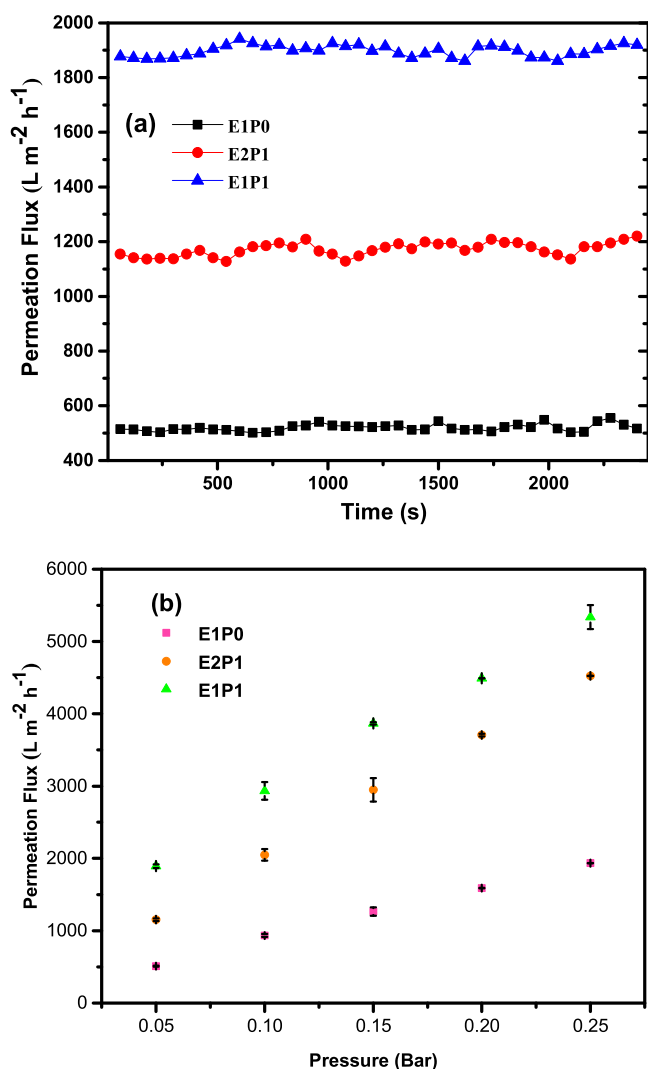 2000
1800
1600
1400
1200
1000
800
600
400
Permeation Flux (L m⁻² h⁻¹)
(a)
E1P0
E2P1
E1P1
500 1000 1500 2000
Time (s)
6000
5000
4000
3000
2000
1000
0
Permeation Flux (L m⁻² h⁻¹)
(b)
E1P0
E2P1
E1P1
0.05 0.10 0.15 0.20 0.25
Pressure (Bar)